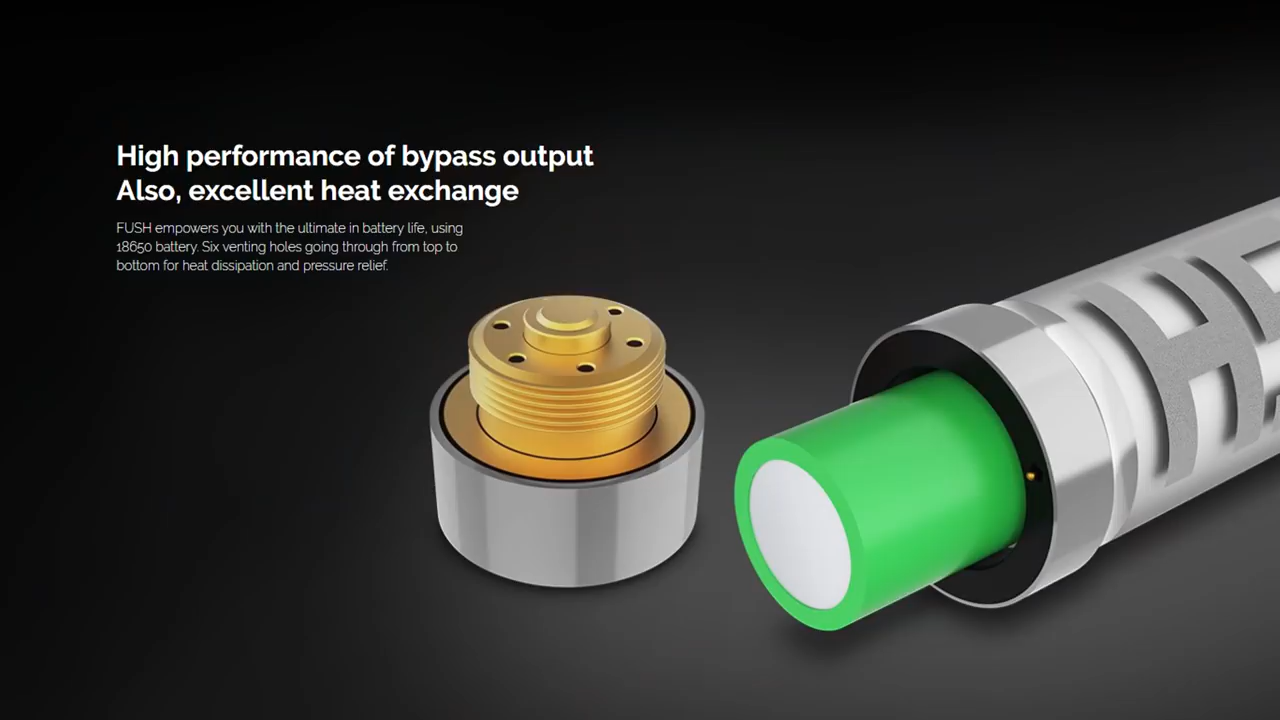 High performance of bypass output
Also, excellent heat exchange
FUSH empowers you with the ultimate in battery life, using
18650 battery. Six venting holes going through from top to
bottom for heat dissipation and pressure relief.